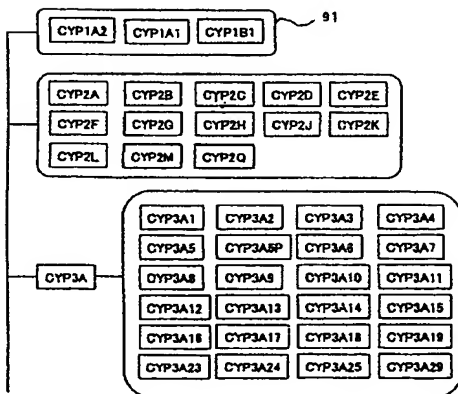 91
CYP1A2 CYP1A1 CYP1B1
CYP2A CYP2B CYP2C CYP2D CYP2E
CYP2F CYP2G CYP2H CYP2J CYP2K
CYP2L CYP2M CYP2Q
CYP3A1 CYP3A2 CYP3A3 CYP3A4
CYP3A5 CYP3A5P CYP3A6 CYP3A7
CYP3A CYP3A8 CYP3A9 CYP3A10 CYP3A11
CYP3A12 CYP3A13 CYP3A14 CYP3A15
CYP3A16 CYP3A17 CYP3A18 CYP3A19
CYP3A23 CYP3A24 CYP3A25 CYP3A29